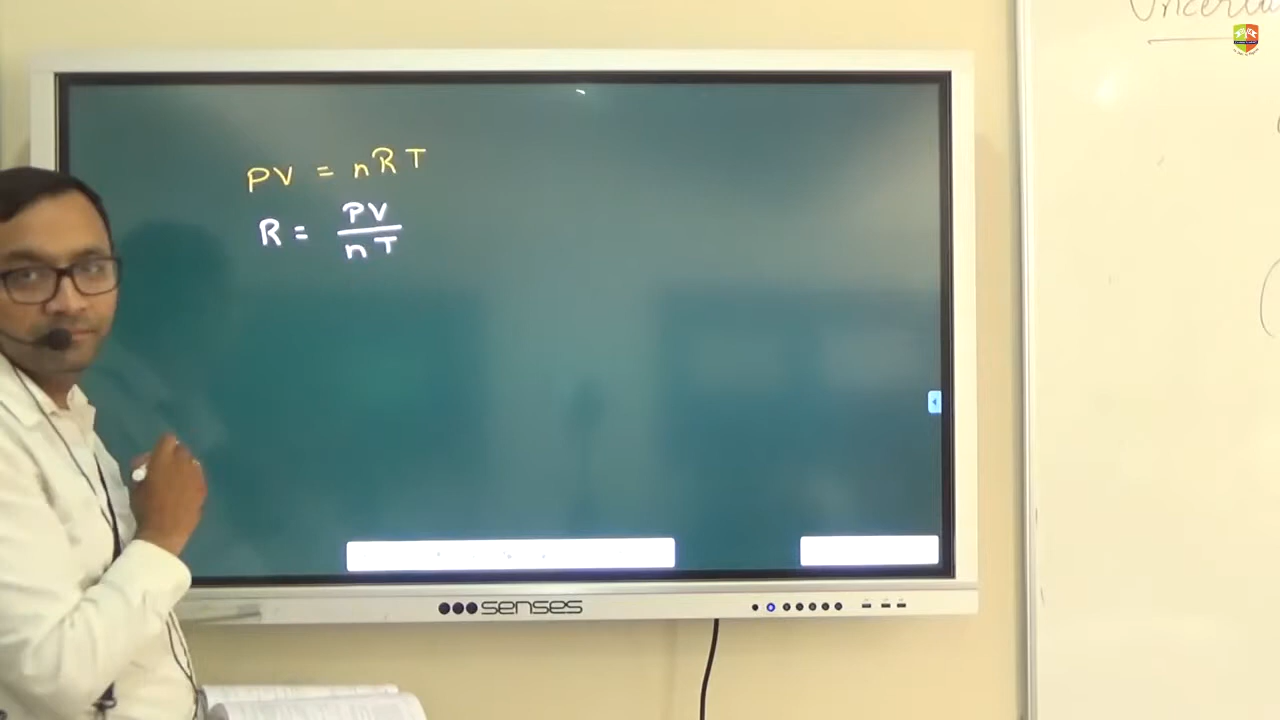 PV = nRT
R = PV / nT
senses